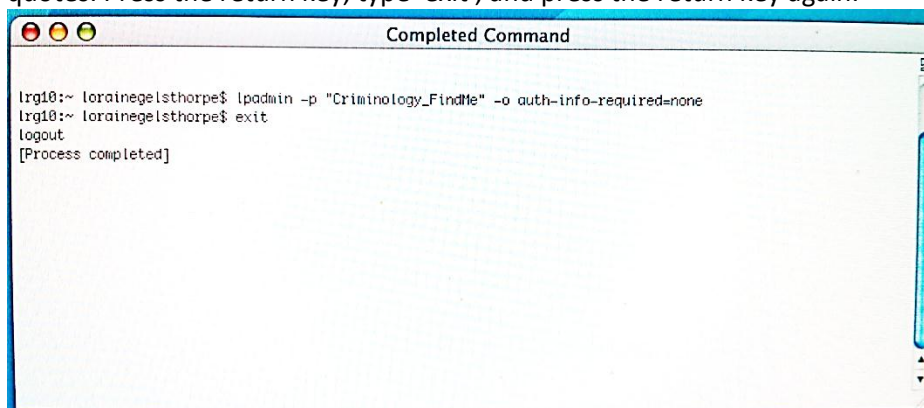 quotes. Press the return key, type 'exit', and press the return key again.
Completed Command
lrg10:~ lorainegelsthorpe$ lpadmin -p "Criminology_FindMe" -o auth-info-required=none
lrg10:~ lorainegelsthorpe$ exit
logout
[Process completed]